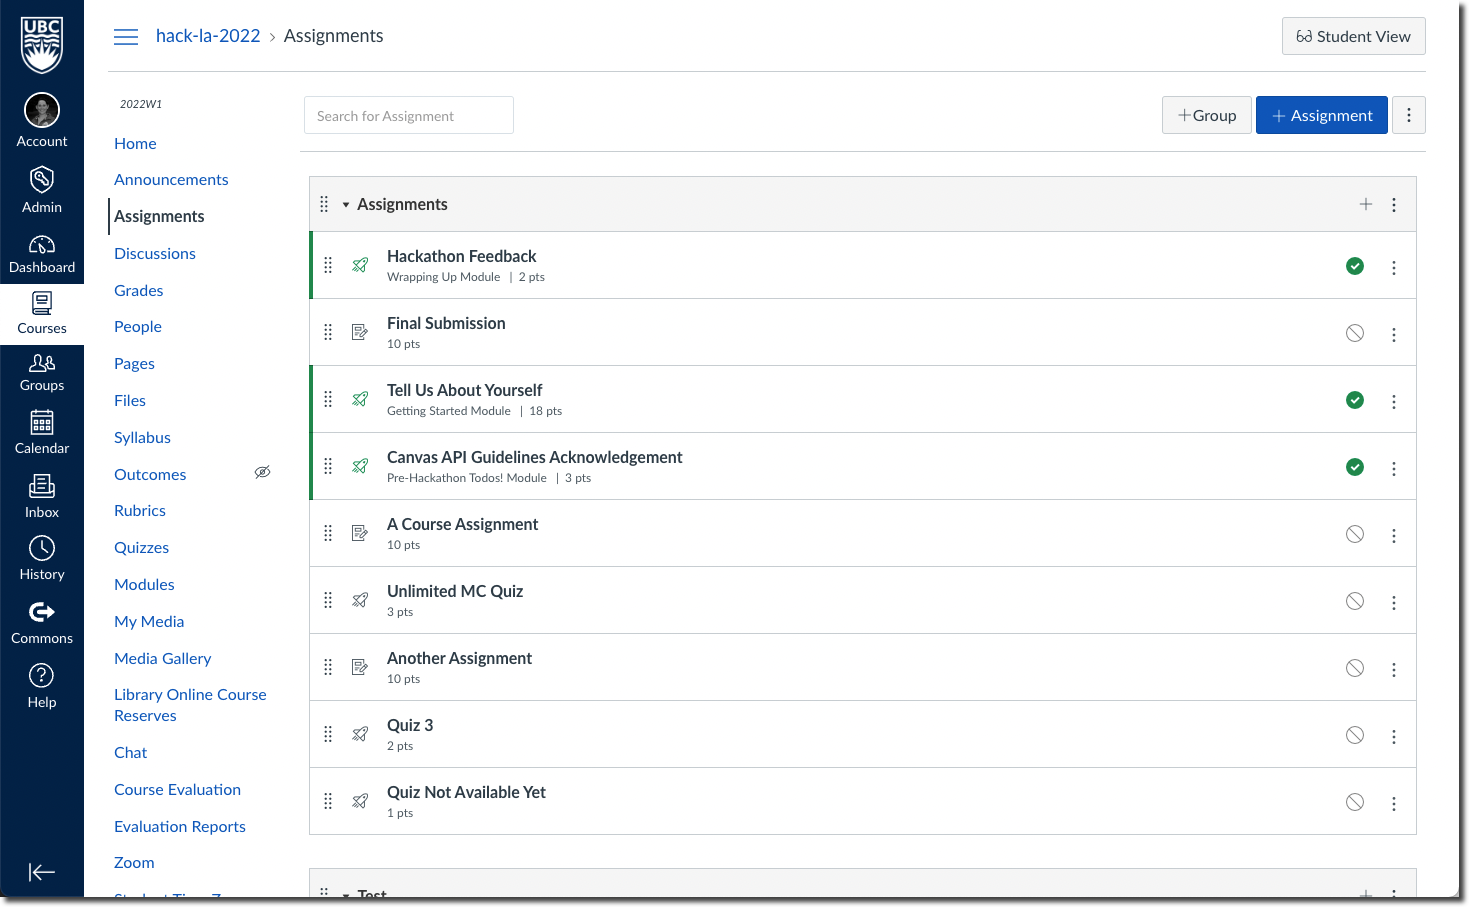 UBC
Account
Admin
Dashboard
Courses
Groups
Calendar
Inbox
History
Commons
Help
hack-la-2022 › Assignments
Student View
2022W1
Home
Announcements
Assignments
Discussions
Grades
People
Pages
Files
Syllabus
Outcomes
Rubrics
Quizzes
Modules
My Media
Media Gallery
Library Online Course
Reserves
Chat
Course Evaluation
Evaluation Reports
Zoom
Search for Assignment
+Group
+ Assignment
Assignments
Hackathon Feedback
Wrapping Up Module | 2 pts
Final Submission
10 pts
Tell Us About Yourself
Getting Started Module | 18 pts
Canvas API Guidelines Acknowledgement
Pre-Hackathon Todos! Module | 3 pts
A Course Assignment
10 pts
Unlimited MC Quiz
3 pts
Another Assignment
10 pts
Quiz 3
2 pts
Quiz Not Available Yet
1 pts
Test